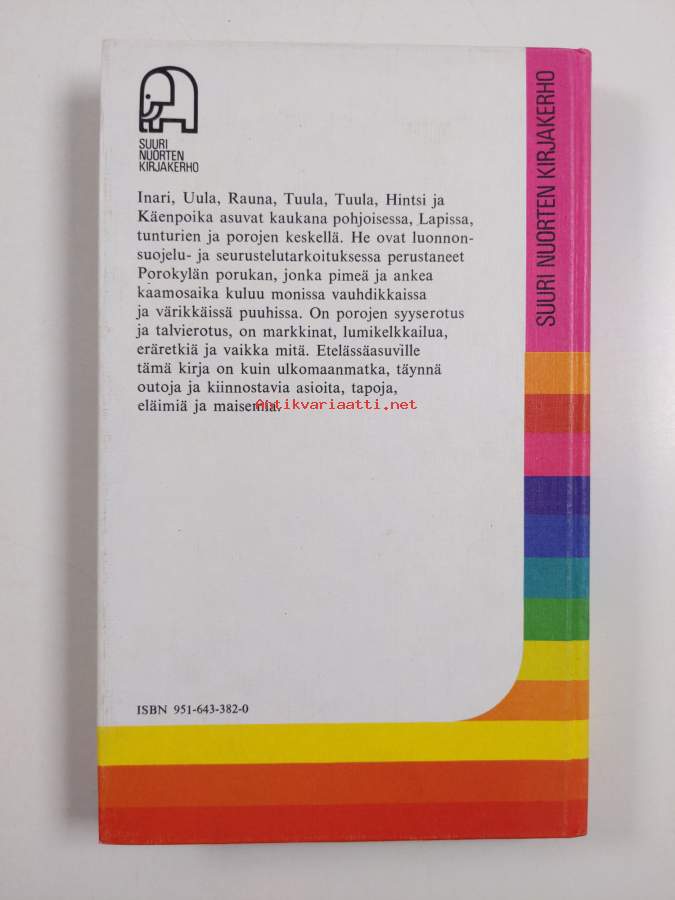 SUURI
NUORTEN
KIRJAKERHO
Inari, Uula, Rauna, Tuula, Tuula, Hintsi ja
Käenpoika asuvat kaukana pohjoisessa, Lapissa,
tunturien ja porojen keskellä. He ovat luonnon-
suojelu- ja seurustelutarkoituksessa perustaneet
Porokylän porukan, jonka pimeä ja ankea
kaamosaika kuluu monissa vauhdikkaissa
ja värikkäissä puuhissa. On porojen syyserotus
ja talvierotus, on markkinat, lumikelkkailua,
eräretkiä ja vaikka mitä. Etelässäasuville
tämä kirja on kuin ulkomaanmatka, täynnä
outoja ja kiinnostavia asioita, tapoja,
eläimiä ja maisemia.
Antikvariaatti.net
ISBN 951-643-382-0
SUURI NUORTEN KIRJAKERHO